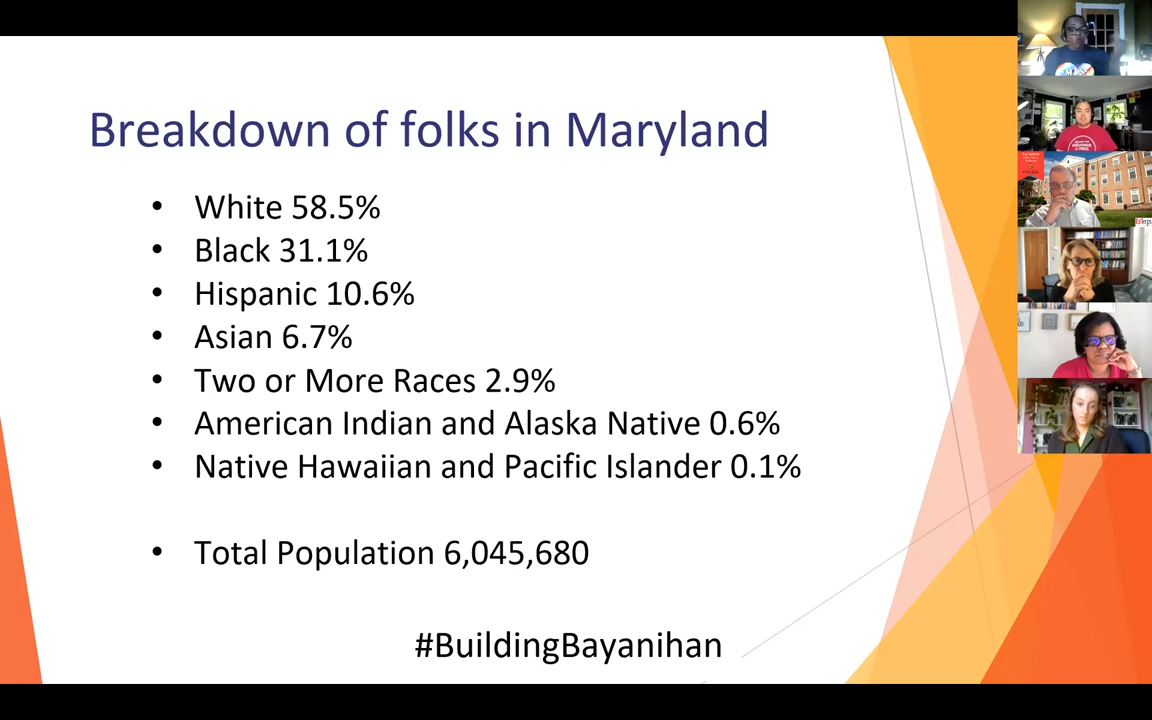 Breakdown of folks in Maryland
• White 58.5%
• Black 31.1%
• Hispanic 10.6%
• Asian 6.7%
• Two or More Races 2.9%
• American Indian and Alaska Native 0.6%
• Native Hawaiian and Pacific Islander 0.1%
• Total Population 6,045,680
#BuildingBayanihan